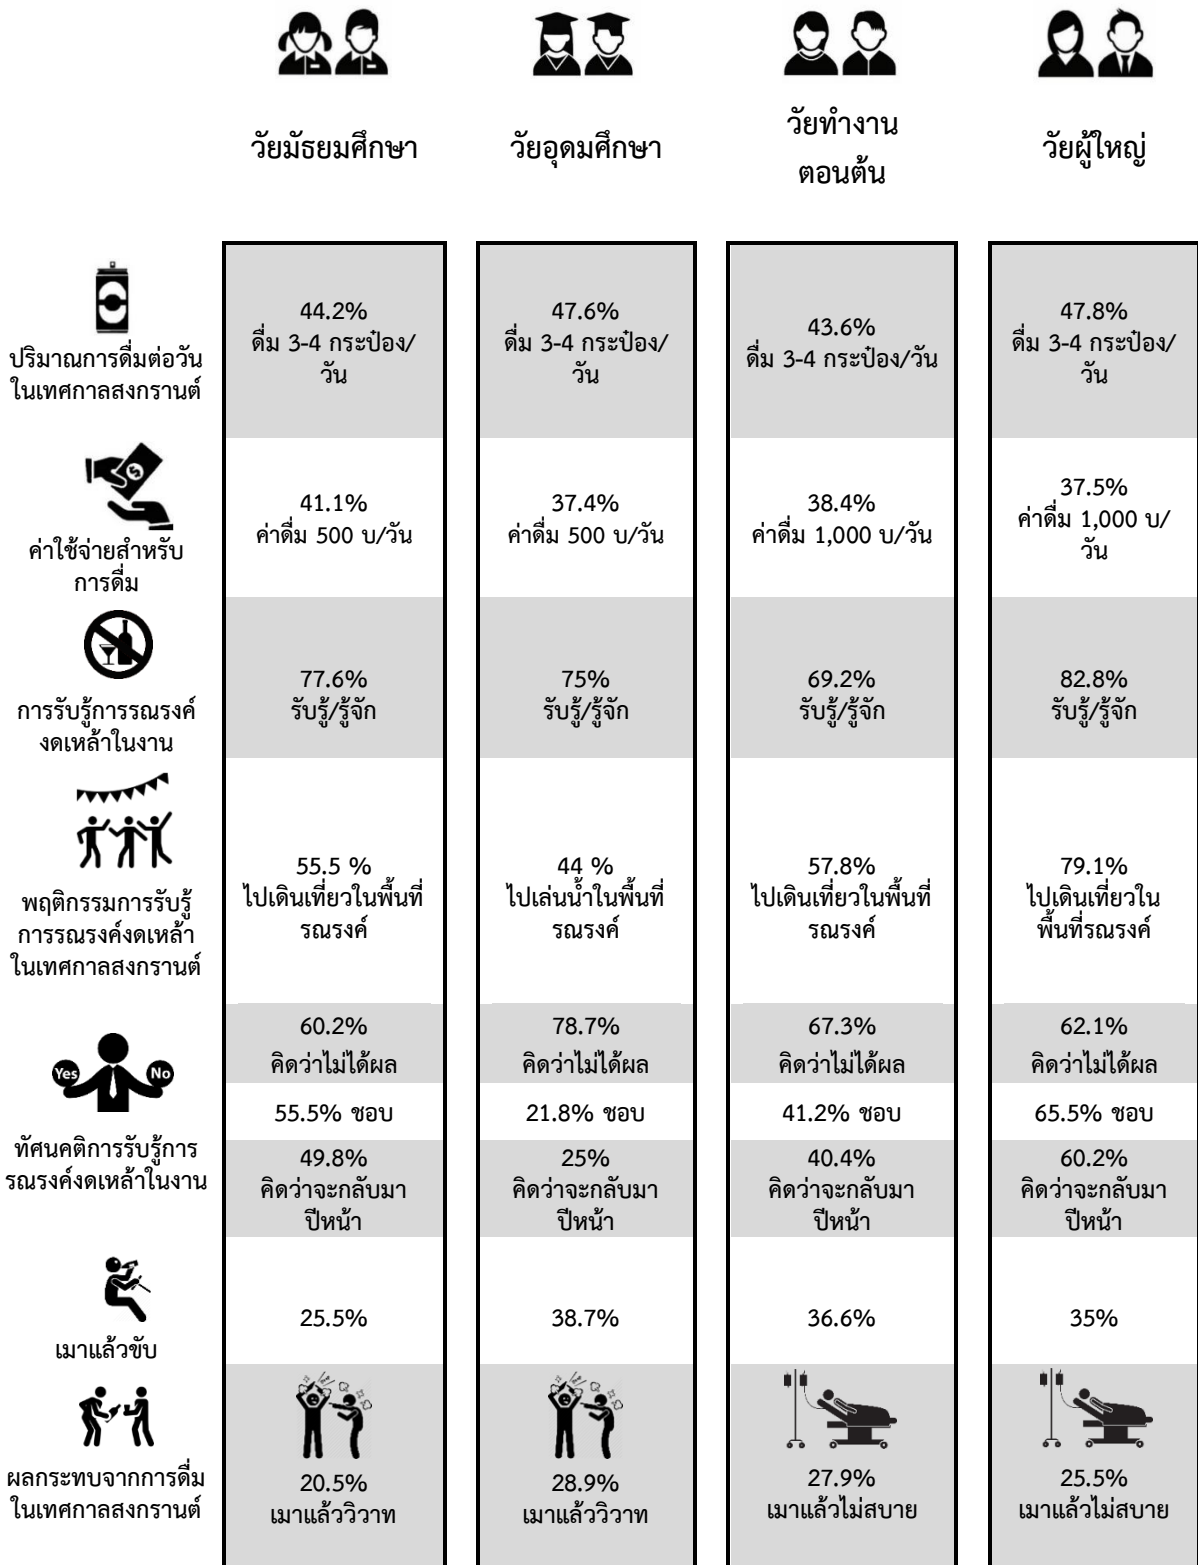 วัยมัธยมศึกษา
วัยอุดมศึกษา
วัยทำงาน
ตอนต้น
วัยผู้ใหญ่
ปริมาณการดื่มต่อวัน
ในเทศกาลสงกรานต์
44.2%
ดื่ม 3-4 กระป๋อง/
วัน
47.6%
ดื่ม 3-4 กระป๋อง/
วัน
43.6%
ดื่ม 3-4 กระป๋อง/วัน
47.8%
ดื่ม 3-4 กระป๋อง/
วัน
ค่าใช้จ่ายสำหรับ
การดื่ม
41.1%
ค่าดื่ม 500 บ/วัน
37.4%
ค่าดื่ม 500 บ/วัน
38.4%
ค่าดื่ม 1,000 บ/วัน
37.5%
ค่าดื่ม 1,000 บ/
วัน
การรับรู้การรณรงค์
งดเหล้าในงาน
77.6%
รับรู้/รู้จัก
75%
รับรู้/รู้จัก
69.2%
รับรู้/รู้จัก
82.8%
รับรู้/รู้จัก
พฤติกรรมการรับรู้
การรณรงค์งดเหล้า
ในเทศกาลสงกรานต์
55.5 %
ไปเดินเที่ยวในพื้นที่
รณรงค์
44 %
ไปเล่นน้ำในพื้นที่
รณรงค์
57.8%
ไปเดินเที่ยวในพื้นที่
รณรงค์
79.1%
ไปเดินเที่ยวใน
พื้นที่รณรงค์
Yes
No
ทัศนคติการรับรู้การ
รณรงค์งดเหล้าในงาน
60.2%
คิดว่าไม่ได้ผล
78.7%
คิดว่าไม่ได้ผล
67.3%
คิดว่าไม่ได้ผล
62.1%
คิดว่าไม่ได้ผล
55.5% ชอบ
21.8% ชอบ
41.2% ชอบ
65.5% ชอบ
49.8%
คิดว่าจะกลับมา
ปีหน้า
25%
คิดว่าจะกลับมา
ปีหน้า
40.4%
คิดว่าจะกลับมา
ปีหน้า
60.2%
คิดว่าจะกลับมา
ปีหน้า
เมาแล้วขับ
25.5%
38.7%
36.6%
35%
ผลกระทบจากการดื่ม
ในเทศกาลสงกรานต์
20.5%
เมาแล้ววิวาท
28.9%
เมาแล้ววิวาท
27.9%
เมาแล้วไม่สบาย
25.5%
เมาแล้วไม่สบาย